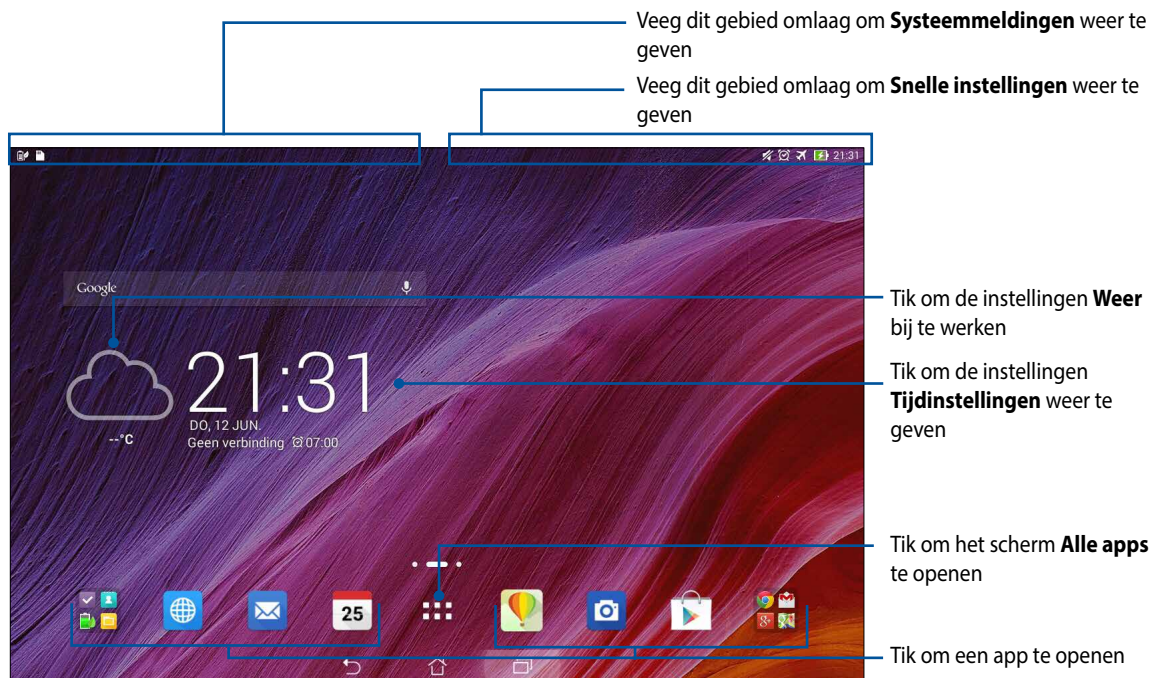 Veeg dit gebied omlaag om Systeemmeldingen weer te
geven
Veeg dit gebied omlaag om Snelle instellingen weer te
geven
21:31
Google
Tik om de instellingen Weer
bij te werken
21:31
Tik om de instellingen
Tijdinstellingen weer te
geven
DO, 12 JUN.
--°C
Geen verbinding 07:00
Tik om het scherm Alle apps
te openen
25
8+
Tik om een app te openen